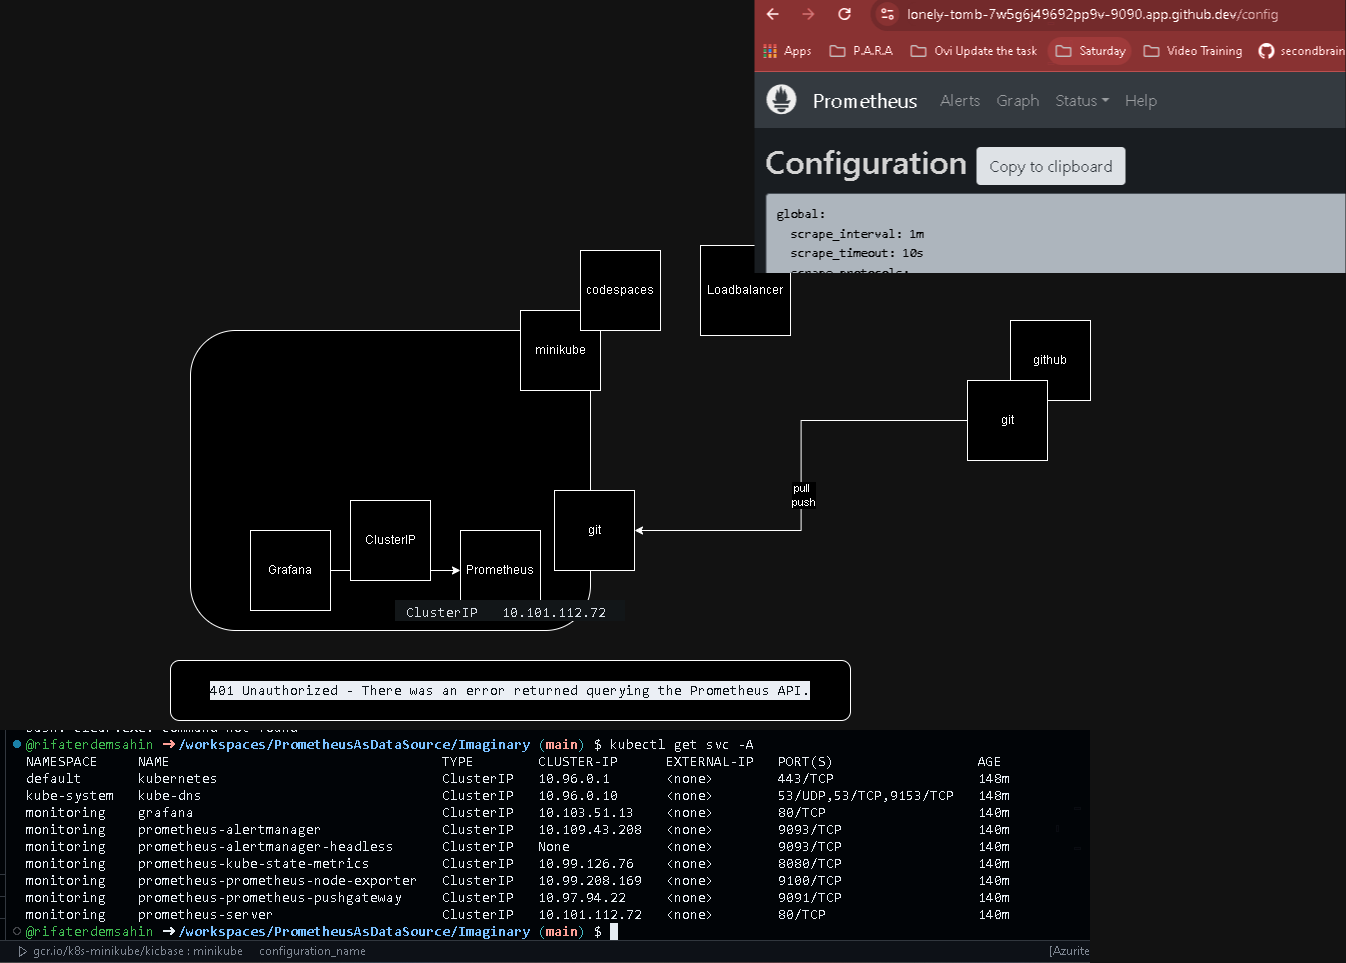 lonely-tomb-7w5g6j49692pp9v-9090.app.github.dev/config
Apps P.A.R.A Ovi Update the task Saturday Video Training secondbrain
Prometheus Alerts Graph Status Help
Configuration Copy to clipboard
global:
scrape_interval: 1m
scrape_timeout: 10s
scrape_protocols:
codespaces
Loadbalancer
minikube
github
git
pull
push
git
ClusterIP
Grafana
Prometheus
ClusterIP 10.101.112.72
401 Unauthorized - There was an error returned querying the Prometheus API.
bash: clear.exe: command not found
@rifaterdemsahin ➜ /workspaces/PrometheusAsDataSource/Imaginary (main) $ kubectl get svc -A
NAMESPACE NAME TYPE CLUSTER-IP EXTERNAL-IP PORT(S) AGE
default kubernetes ClusterIP 10.96.0.1 <none> 443/TCP 148m
kube-system kube-dns ClusterIP 10.96.0.10 <none> 53/UDP,53/TCP,9153/TCP 148m
monitoring grafana ClusterIP 10.103.51.13 <none> 80/TCP 140m
monitoring prometheus-alertmanager ClusterIP 10.109.43.208 <none> 9093/TCP 140m
monitoring prometheus-alertmanager-headless ClusterIP None <none> 9093/TCP 140m
monitoring prometheus-kube-state-metrics ClusterIP 10.99.126.76 <none> 8080/TCP 140m
monitoring prometheus-prometheus-node-exporter ClusterIP 10.99.208.169 <none> 9100/TCP 140m
monitoring prometheus-prometheus-pushgateway ClusterIP 10.97.94.22 <none> 9091/TCP 140m
monitoring prometheus-server ClusterIP 10.101.112.72 <none> 80/TCP 140m
@rifaterdemsahin ➜ /workspaces/PrometheusAsDataSource/Imaginary (main) $
gcr.io/k8s-minikube/kicbase : minikube configuration_name [Azurite